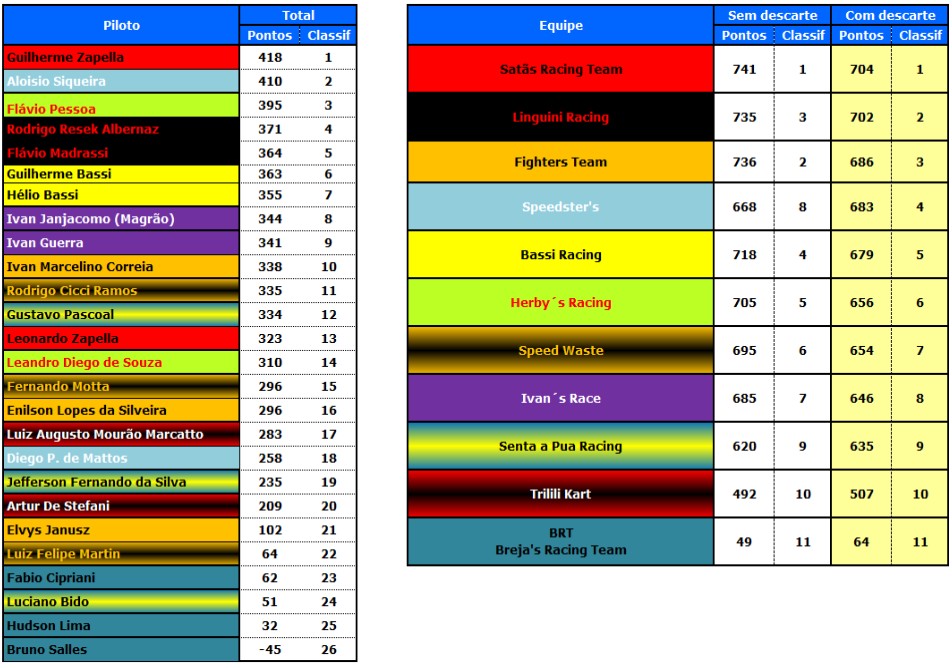 Piloto Total
Pontos Classif
Guilherme Zapella 418 1
Aloisio Siqueira 410 2
Flávio Pessoa 395 3
Rodrigo Resek Albernaz 371 4
Flávio Madrassi 364 5
Guilherme Bassi 363 6
Hélio Bassi 355 7
Ivan Janjacomo (Magrão) 344 8
Ivan Guerra 341 9
Ivan Marcelino Correia 338 10
Rodrigo Cicci Ramos 335 11
Gustavo Pascoal 334 12
Leonardo Zapella 323 13
Leandro Diego de Souza 310 14
Fernando Motta 296 15
Enilson Lopes da Silveira 296 16
Luiz Augusto Mourão Marcatto 283 17
Diego P. de Mattos 258 18
Jefferson Fernando da Silva 235 19
Artur De Stefani 209 20
Elvys Janusz 102 21
Luiz Felipe Martin 64 22
Fabio Cipriani 62 23
Luciano Bido 51 24
Hudson Lima 32 25
Bruno Salles -45 26
Equipe Sem descarte Com descarte
Pontos Classif Pontos Classif
Satãs Racing Team 741 1 704 1
Linguini Racing 735 3 702 2
Fighters Team 736 2 686 3
Speedster's 668 8 683 4
Bassi Racing 718 4 679 5
Herby´s Racing 705 5 656 6
Speed Waste 695 6 654 7
Ivan´s Race 685 7 646 8
Senta a Pua Racing 620 9 635 9
Trilili Kart 492 10 507 10
BRT
Breja's Racing Team 49 11 64 11